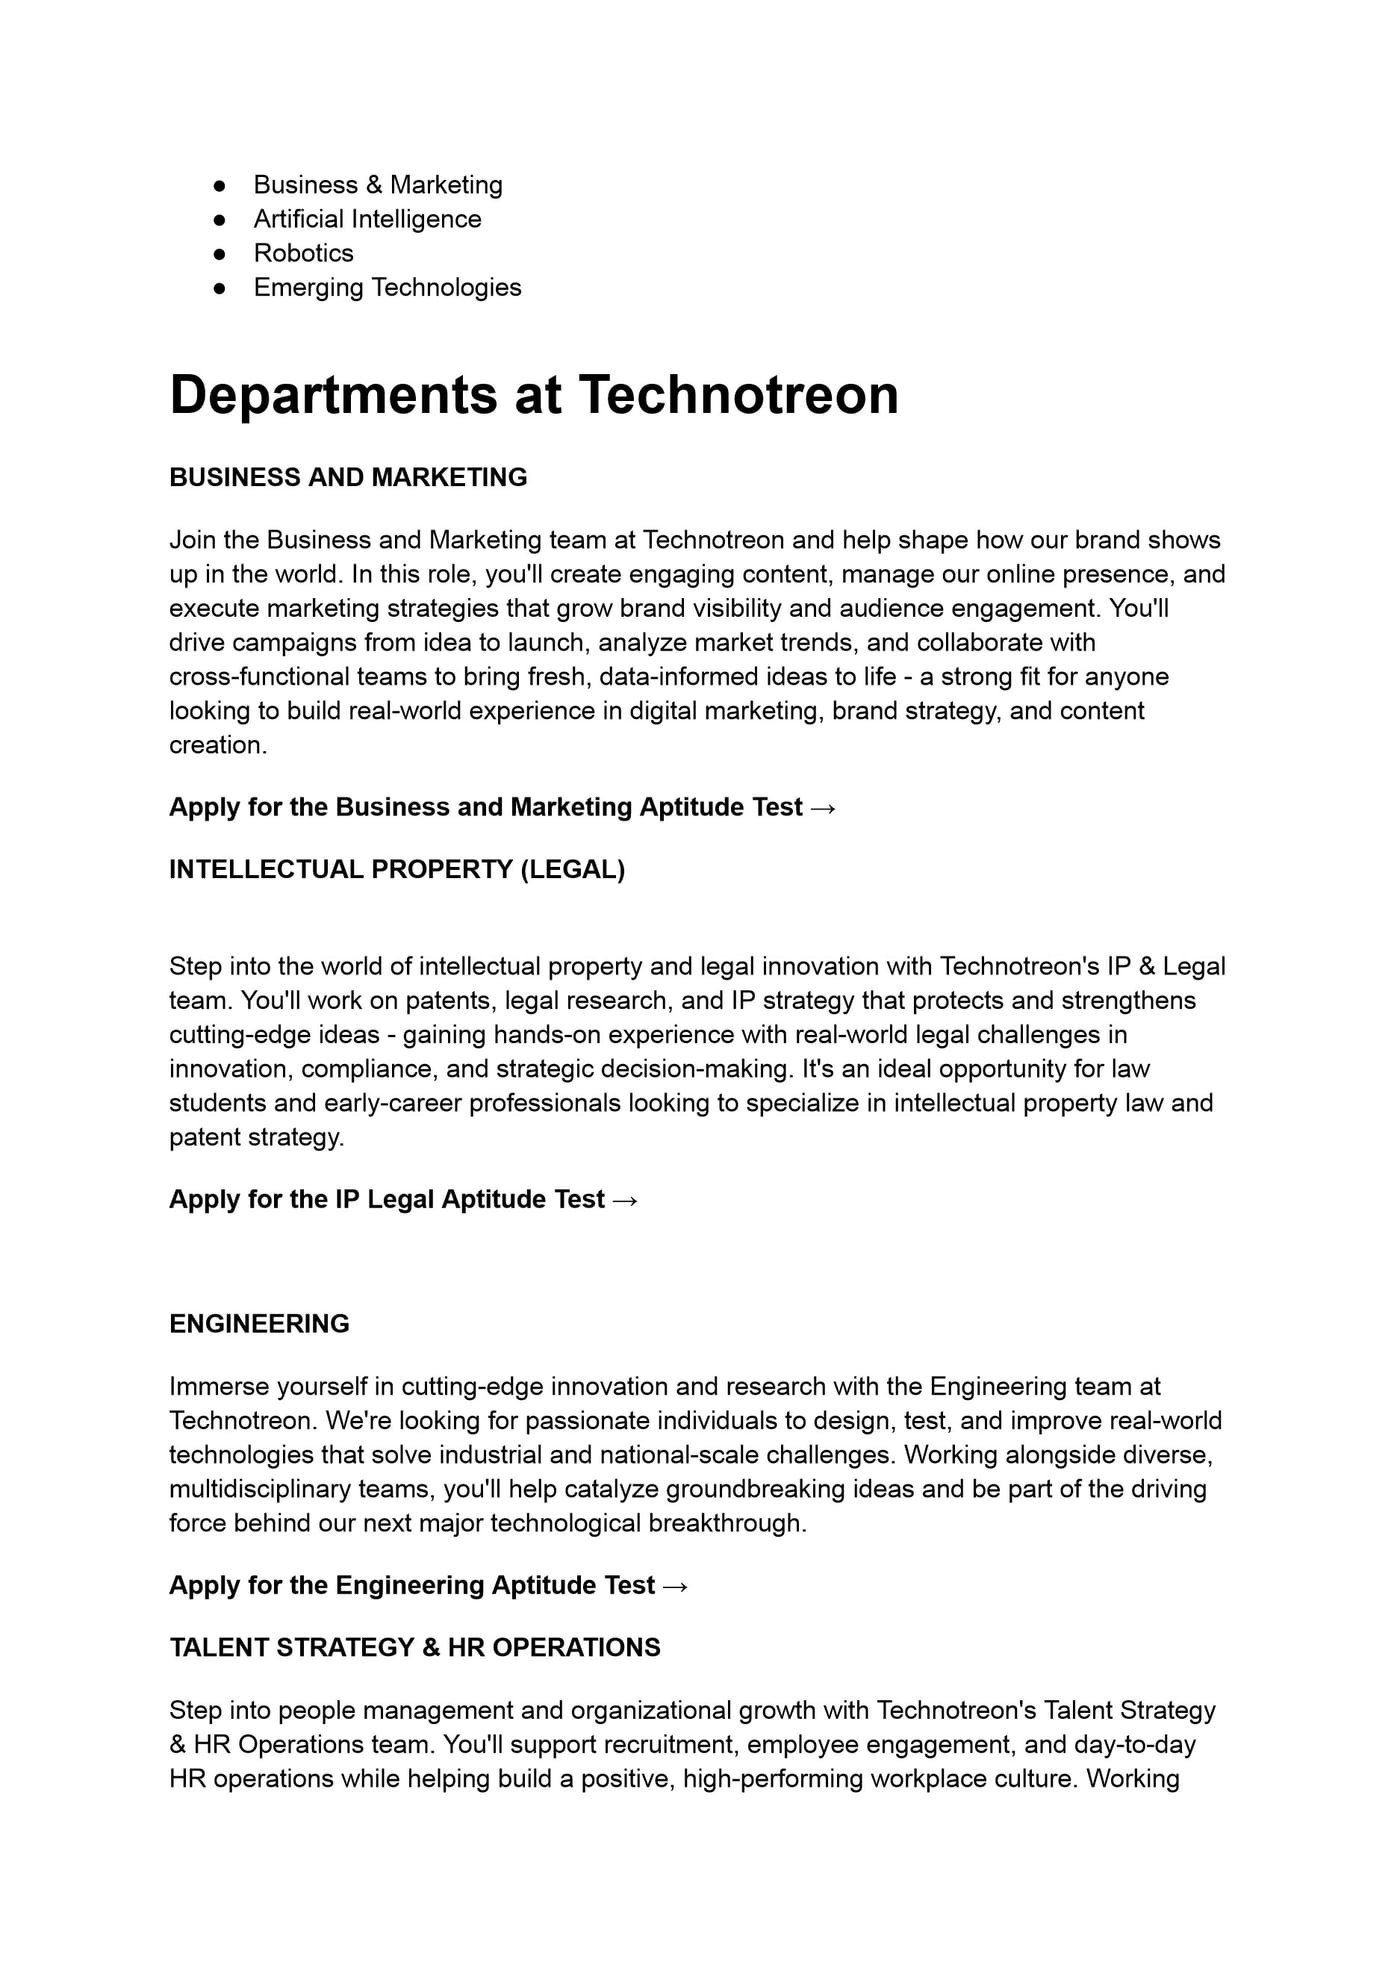 ● Business & Marketing
● Artificial Intelligence
● Robotics
● Emerging Technologies
Departments at Technotreon
BUSINESS AND MARKETING
Join the Business and Marketing team at Technotreon and help shape how our brand shows
up in the world. In this role, you'll create engaging content, manage our online presence, and
execute marketing strategies that grow brand visibility and audience engagement. You'll
drive campaigns from idea to launch, analyze market trends, and collaborate with
cross-functional teams to bring fresh, data-informed ideas to life - a strong fit for anyone
looking to build real-world experience in digital marketing, brand strategy, and content
creation.
Apply for the Business and Marketing Aptitude Test →
INTELLECTUAL PROPERTY (LEGAL)
Step into the world of intellectual property and legal innovation with Technotreon's IP & Legal
team. You'll work on patents, legal research, and IP strategy that protects and strengthens
cutting-edge ideas - gaining hands-on experience with real-world legal challenges in
innovation, compliance, and strategic decision-making. It's an ideal opportunity for law
students and early-career professionals looking to specialize in intellectual property law and
patent strategy.
Apply for the IP Legal Aptitude Test →
ENGINEERING
Immerse yourself in cutting-edge innovation and research with the Engineering team at
Technotreon. We're looking for passionate individuals to design, test, and improve real-world
technologies that solve industrial and national-scale challenges. Working alongside diverse,
multidisciplinary teams, you'll help catalyze groundbreaking ideas and be part of the driving
force behind our next major technological breakthrough.
Apply for the Engineering Aptitude Test →
TALENT STRATEGY & HR OPERATIONS
Step into people management and organizational growth with Technotreon's Talent Strategy
& HR Operations team. You'll support recruitment, employee engagement, and day-to-day
HR operations while helping build a positive, high-performing workplace culture. Working